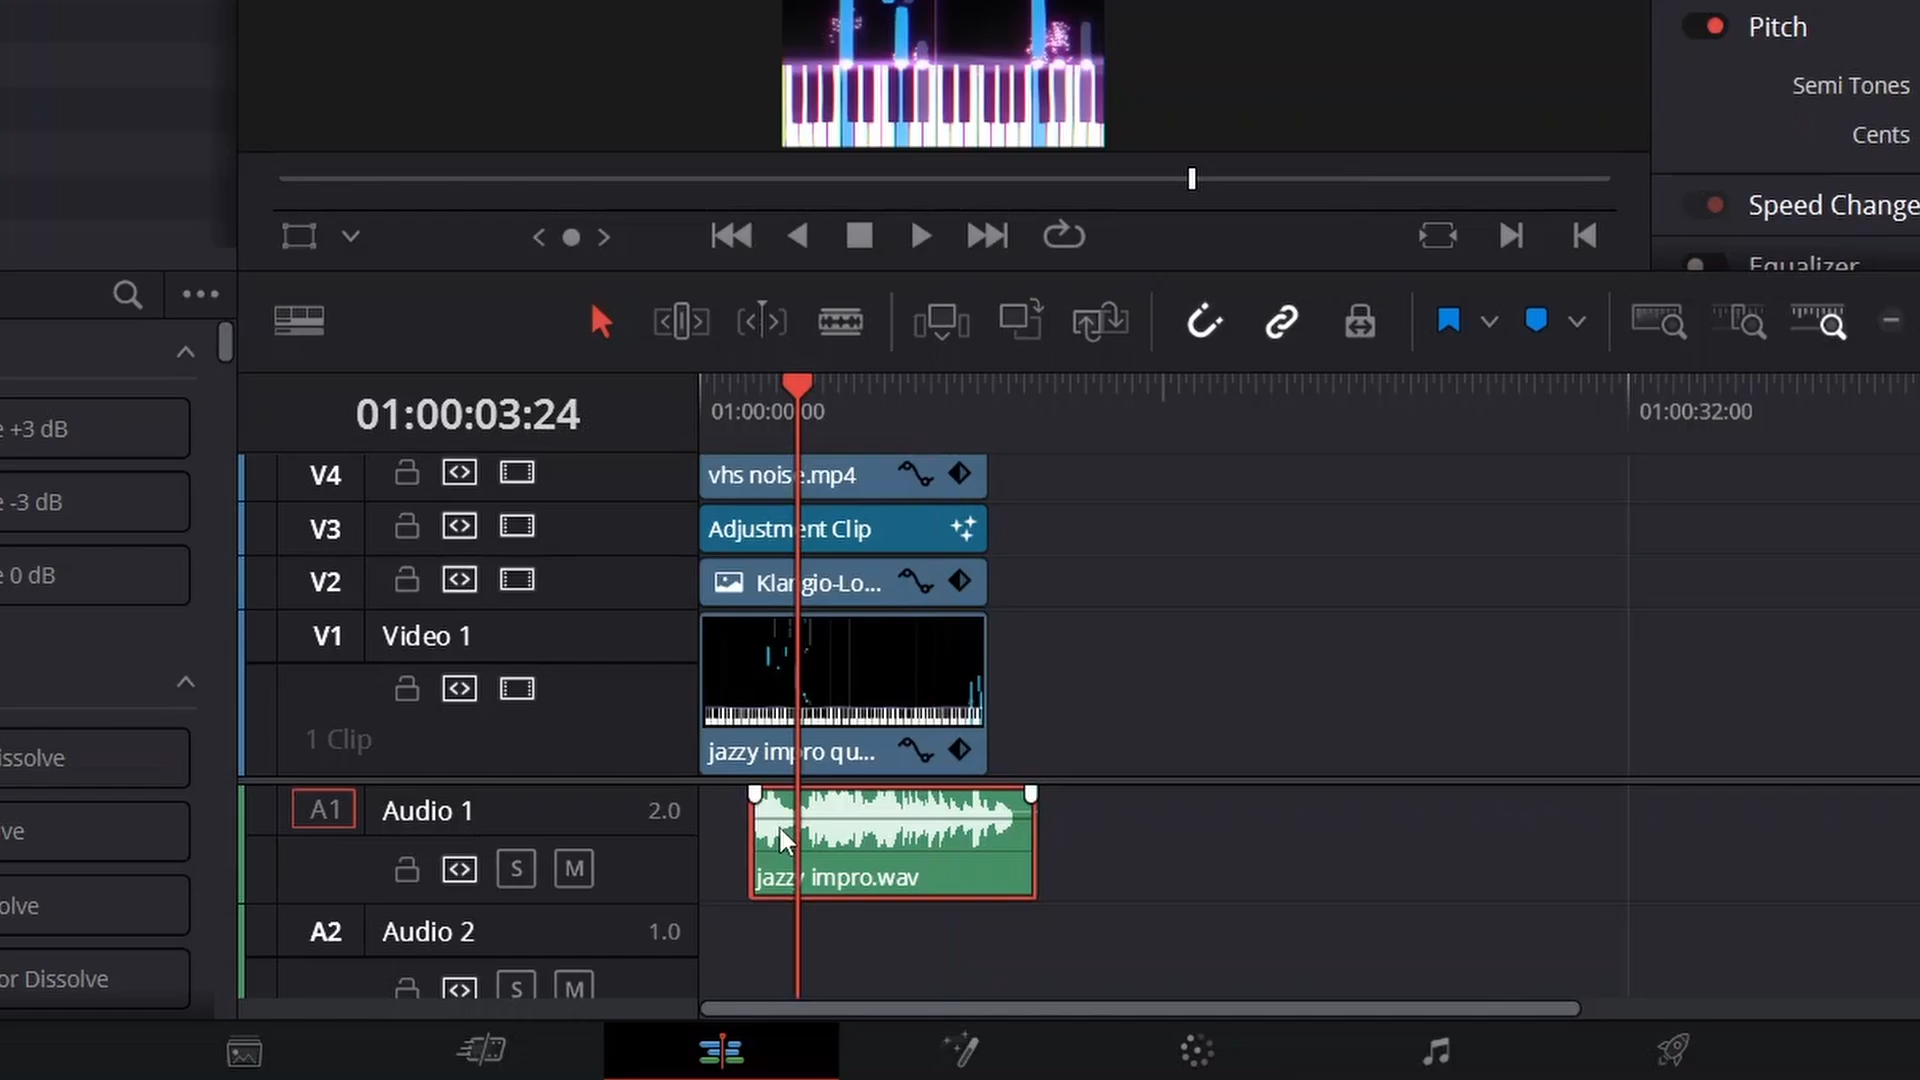 Pitch
Semi Tones
Cents
Speed Change
Equalizer
e +3 dB
e -3 dB
e 0 dB
issolve
ve
olve
or Dissolve
01:00:03:24
01:00:00:00
01:00:32:00
V4
vhs noise.mp4
V3
Adjustment Clip
V2
Klangio-Lo...
V1 Video 1
1 Clip
jazzy impro qu...
A1 Audio 1 2.0
S M
jazzy impro.wav
A2 Audio 2 1.0
S M